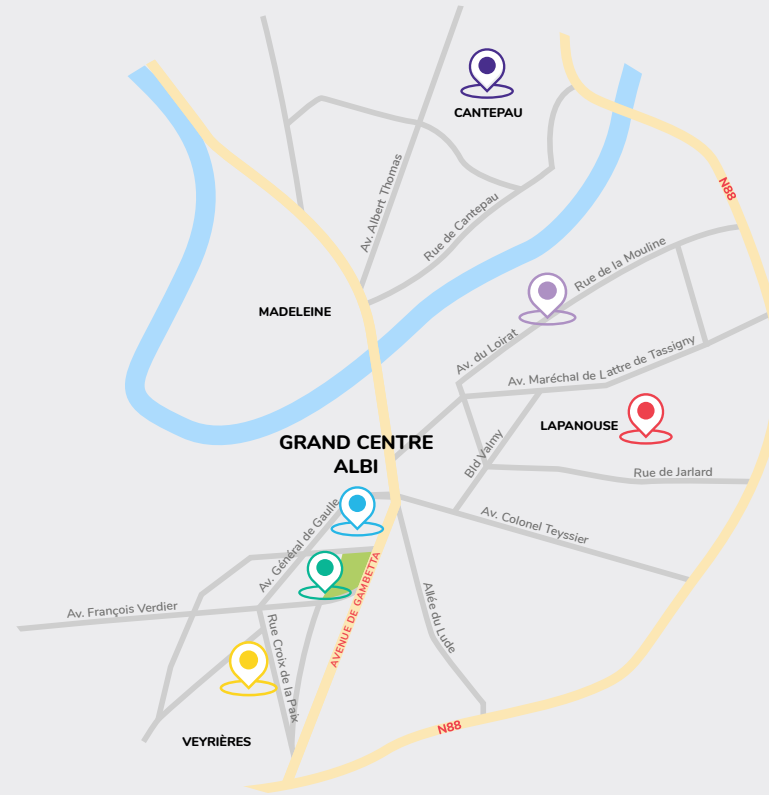 CANTEPAU
N88
Av. Albert Thomas
Rue de Cantepau
Rue de la Mouline
MADELEINE
Av. du Loirat
Av. Maréchal de Lattre de Tassigny
LAPANOUSE
GRAND CENTRE
ALBI
Bld Valmy
Rue de Jarlard
Av. Général de Gaulle
Av. Colonel Teyssier
AVENUE DE GAMBETTA
Allée du Lude
Av. François Verdier
Rue Croix de la Paix
VEYRIÈRES
N88